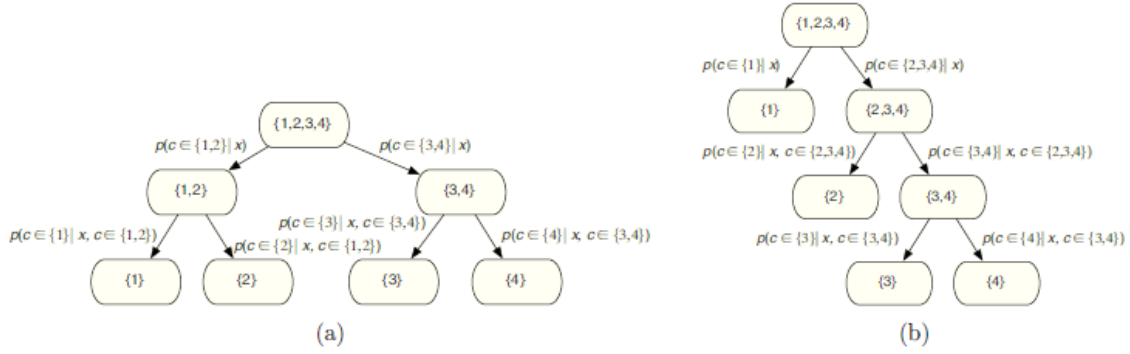 {1,2,3,4}
p(c ∈ {1,2} | x)
p(c ∈ {3,4} | x)
{1,2}
{3,4}
p(c ∈ {1} | x, c ∈ {1,2})
p(c ∈ {2} | x, c ∈ {1,2})
p(c ∈ {3} | x, c ∈ {3,4})
p(c ∈ {4} | x, c ∈ {3,4})
{1}
{2}
{3}
{4}
(a)
{1,2,3,4}
p(c ∈ {1} | x)
p(c ∈ {2,3,4} | x)
{1}
{2,3,4}
p(c ∈ {2} | x, c ∈ {2,3,4})
p(c ∈ {3,4} | x, c ∈ {2,3,4})
{2}
{3,4}
p(c ∈ {3} | x, c ∈ {3,4})
p(c ∈ {4} | x, c ∈ {3,4})
{3}
{4}
(b)